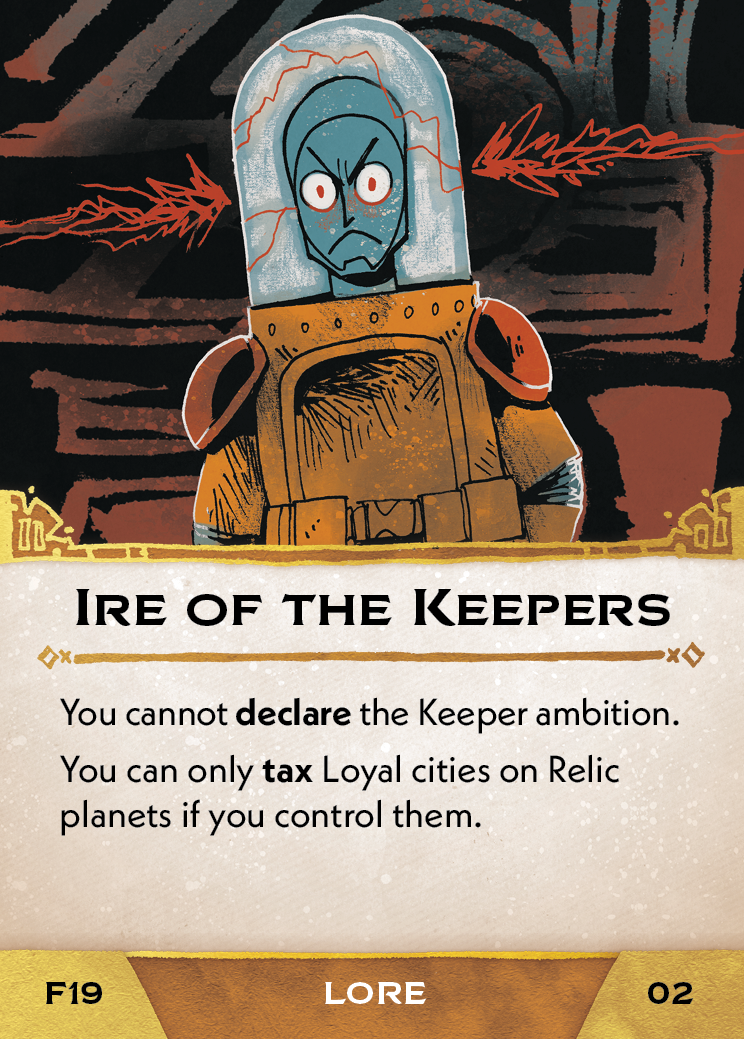 IRE OF THE KEEPERS
You cannot declare the Keeper ambition.
You can only tax Loyal cities on Relic
planets if you control them.
F19 LORE 02